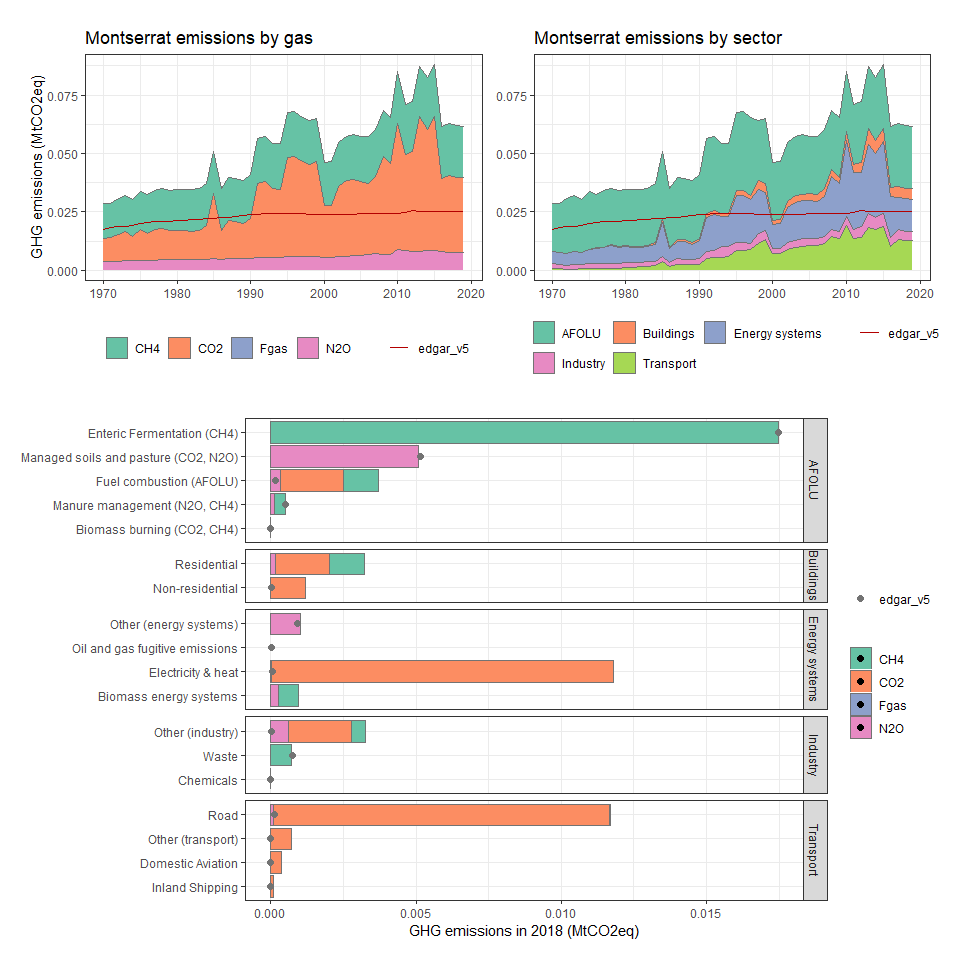 Montserrat emissions by gas
Montserrat emissions by sector
GHG emissions (MtCO2eq)
0.075
0.050
0.025
0.000
1970
1980
1990
2000
2010
2020
0.075
0.050
0.025
0.000
1970
1980
1990
2000
2010
2020
CH4
CO2
Fgas
N2O
edgar_v5
AFOLU
Buildings
Energy systems
edgar_v5
Industry
Transport
Enteric Fermentation (CH4)
Managed soils and pasture (CO2, N2O)
Fuel combustion (AFOLU)
Manure management (N2O, CH4)
Biomass burning (CO2, CH4)
AFOLU
Residential
Non-residential
Buildings
Other (energy systems)
Oil and gas fugitive emissions
Electricity & heat
Biomass energy systems
Energy systems
Other (industry)
Waste
Chemicals
Industry
Road
Other (transport)
Domestic Aviation
Inland Shipping
Transport
0.000
0.005
0.010
0.015
GHG emissions in 2018 (MtCO2eq)
edgar_v5
CH4
CO2
Fgas
N2O